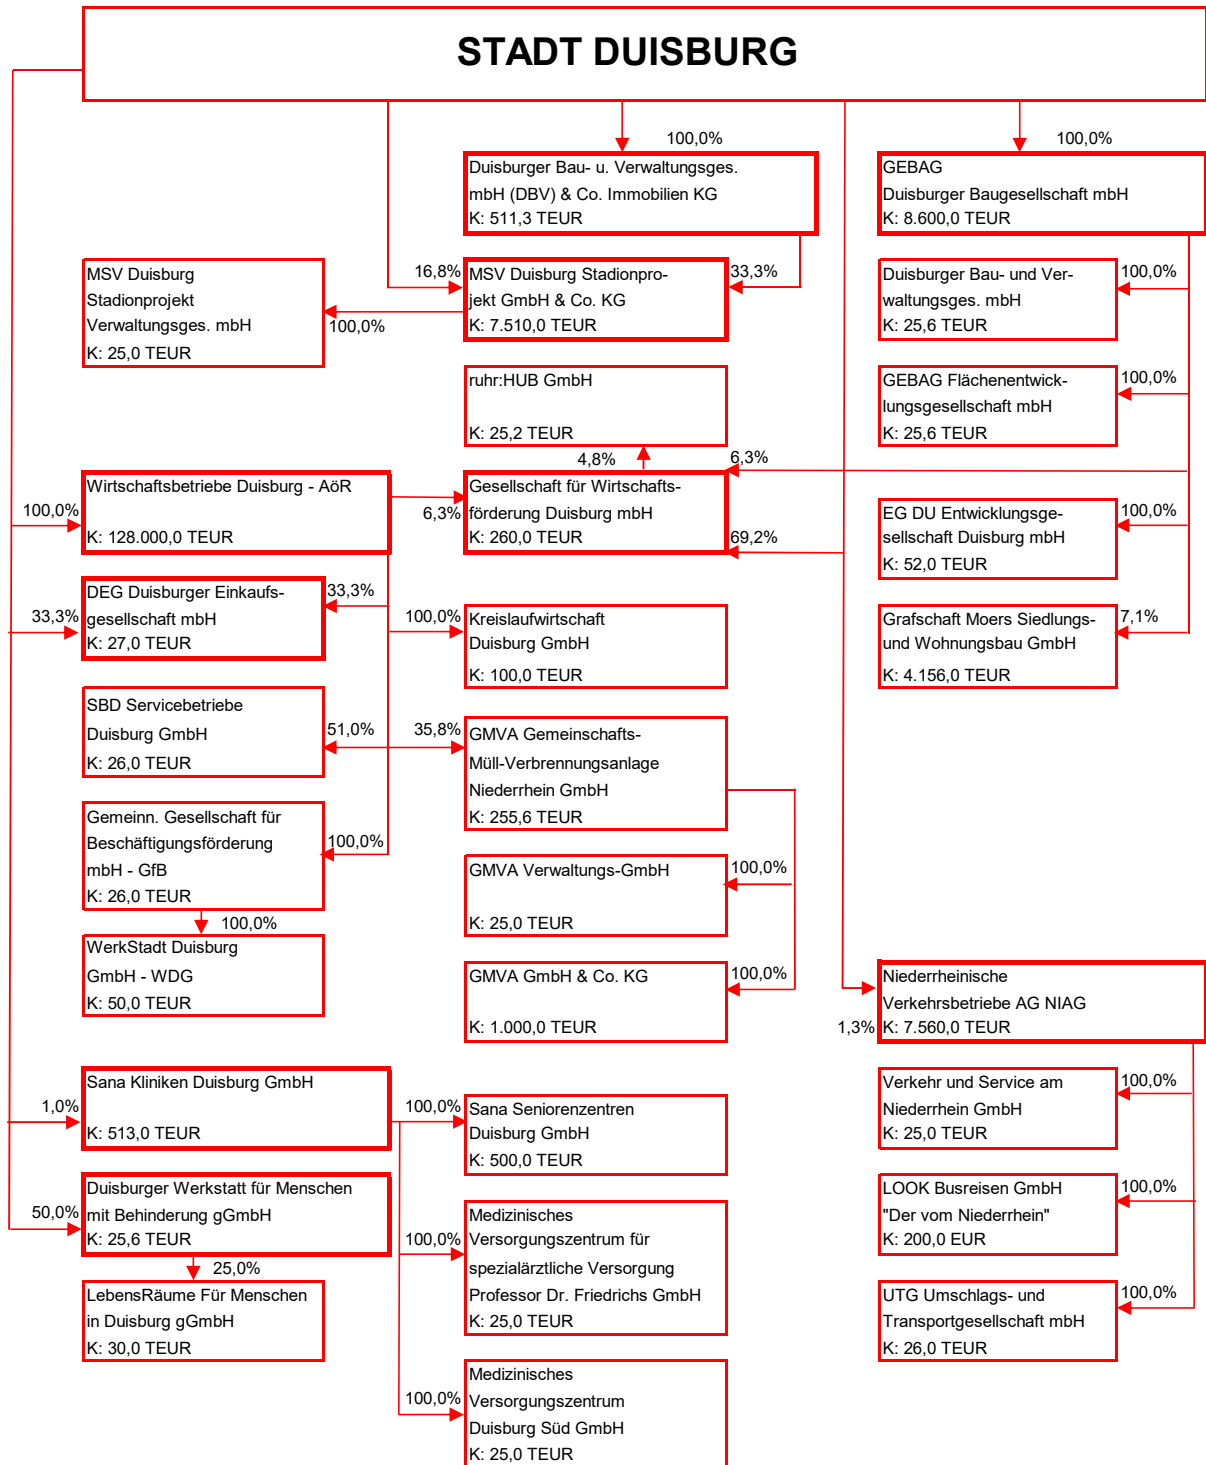 STADT DUISBURG
100,0%
100,0%
Duisburger Bau- u. Verwaltungsges.
mbH (DBV) & Co. Immobilien KG
K: 511,3 TEUR
GEBAG
Duisburger Baugesellschaft mbH
K: 8.600,0 TEUR
MSV Duisburg
Stadionprojekt
Verwaltungsges. mbH
K: 25,0 TEUR
100,0%
16,8%
MSV Duisburg Stadionpro-
jekt GmbH & Co. KG
K: 7.510,0 TEUR
33,3%
Duisburger Bau- und Ver-
waltungsges. mbH
K: 25,6 TEUR
100,0%
ruhr:HUB GmbH
K: 25,2 TEUR
GEBAG Flächenentwick-
lungsgesellschaft mbH
K: 25,6 TEUR
100,0%
4,8%
6,3%
100,0%
Wirtschaftsbetriebe Duisburg - AöR
K: 128.000,0 TEUR
6,3%
Gesellschaft für Wirtschafts-
förderung Duisburg mbH
K: 260,0 TEUR
69,2%
EG DU Entwicklungsge-
sellschaft Duisburg mbH
K: 52,0 TEUR
100,0%
33,3%
DEG Duisburger Einkaufs-
gesellschaft mbH
K: 27,0 TEUR
33,3%
100,0%
Kreislaufwirtschaft
Duisburg GmbH
K: 100,0 TEUR
Grafschaft Moers Siedlungs-
und Wohnungsbau GmbH
K: 4.156,0 TEUR
7,1%
SBD Servicebetriebe
Duisburg GmbH
K: 26,0 TEUR
51,0%
35,8%
GMVA Gemeinschafts-
Müll-Verbrennungsanlage
Niederrhein GmbH
K: 255,6 TEUR
Gemeinn. Gesellschaft für
Beschäftigungsförderung
mbH - GfB
K: 26,0 TEUR
100,0%
GMVA Verwaltungs-GmbH
K: 25,0 TEUR
100,0%
100,0%
WerkStadt Duisburg
GmbH - WDG
K: 50,0 TEUR
GMVA GmbH & Co. KG
K: 1.000,0 TEUR
100,0%
1,3%
Niederrheinische
Verkehrsbetriebe AG NIAG
K: 7.560,0 TEUR
1,0%
Sana Kliniken Duisburg GmbH
K: 513,0 TEUR
100,0%
Sana Seniorenzentren
Duisburg GmbH
K: 500,0 TEUR
Verkehr und Service am
Niederrhein GmbH
K: 25,0 TEUR
100,0%
50,0%
Duisburger Werkstatt für Menschen
mit Behinderung gGmbH
K: 25,6 TEUR
100,0%
Medizinisches
Versorgungszentrum für
spezialärztliche Versorgung
Professor Dr. Friedrichs GmbH
K: 25,0 TEUR
LOOK Busreisen GmbH
"Der vom Niederrhein"
K: 200,0 EUR
100,0%
25,0%
LebensRäume Für Menschen
in Duisburg gGmbH
K: 30,0 TEUR
UTG Umschlags- und
Transportgesellschaft mbH
K: 26,0 TEUR
100,0%
100,0%
Medizinisches
Versorgungszentrum
Duisburg Süd GmbH
K: 25,0 TEUR